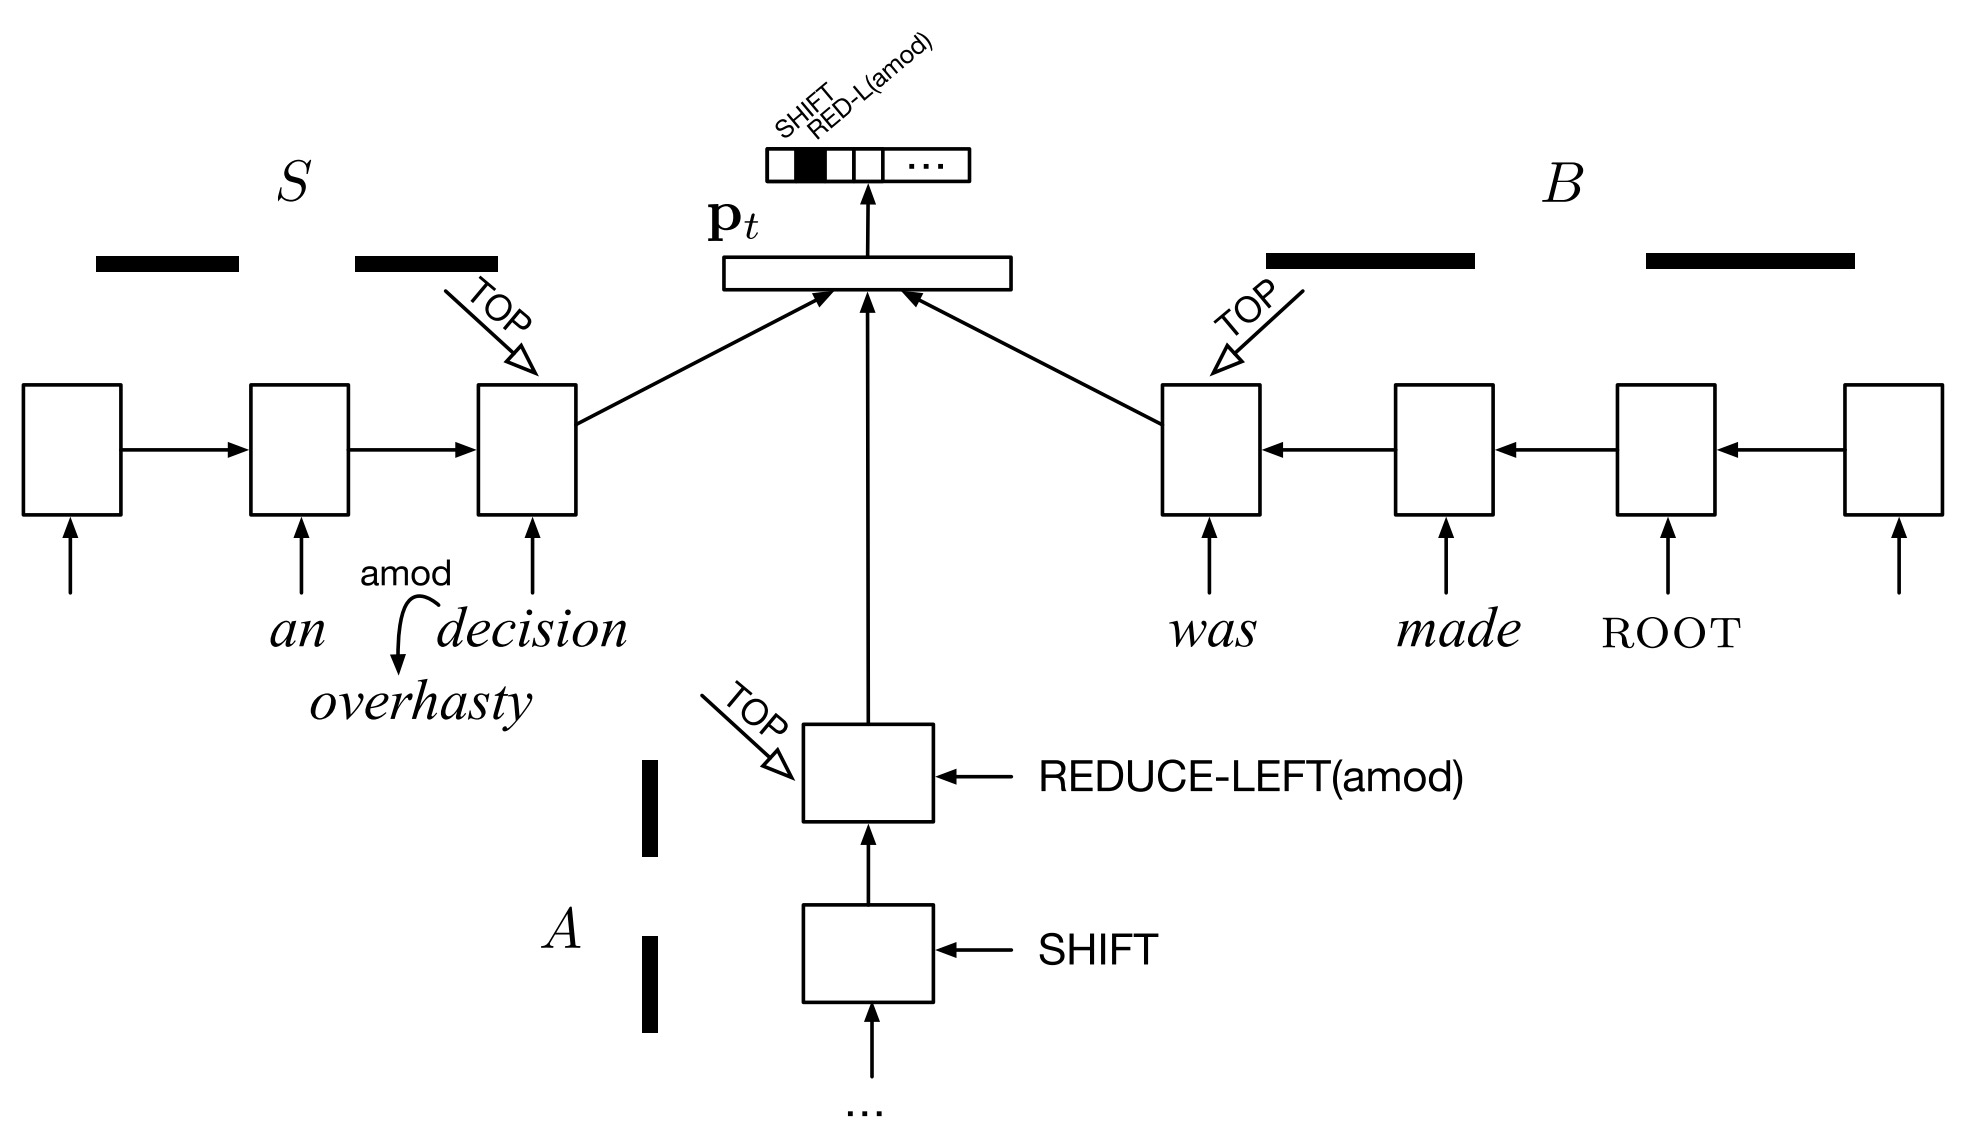 SHIFT
RED-L(amod)
...
S
B
p_t
TOP
TOP
amod
an
decision
overhasty
was
made
ROOT
TOP
REDUCE-LEFT(amod)
A
SHIFT
...